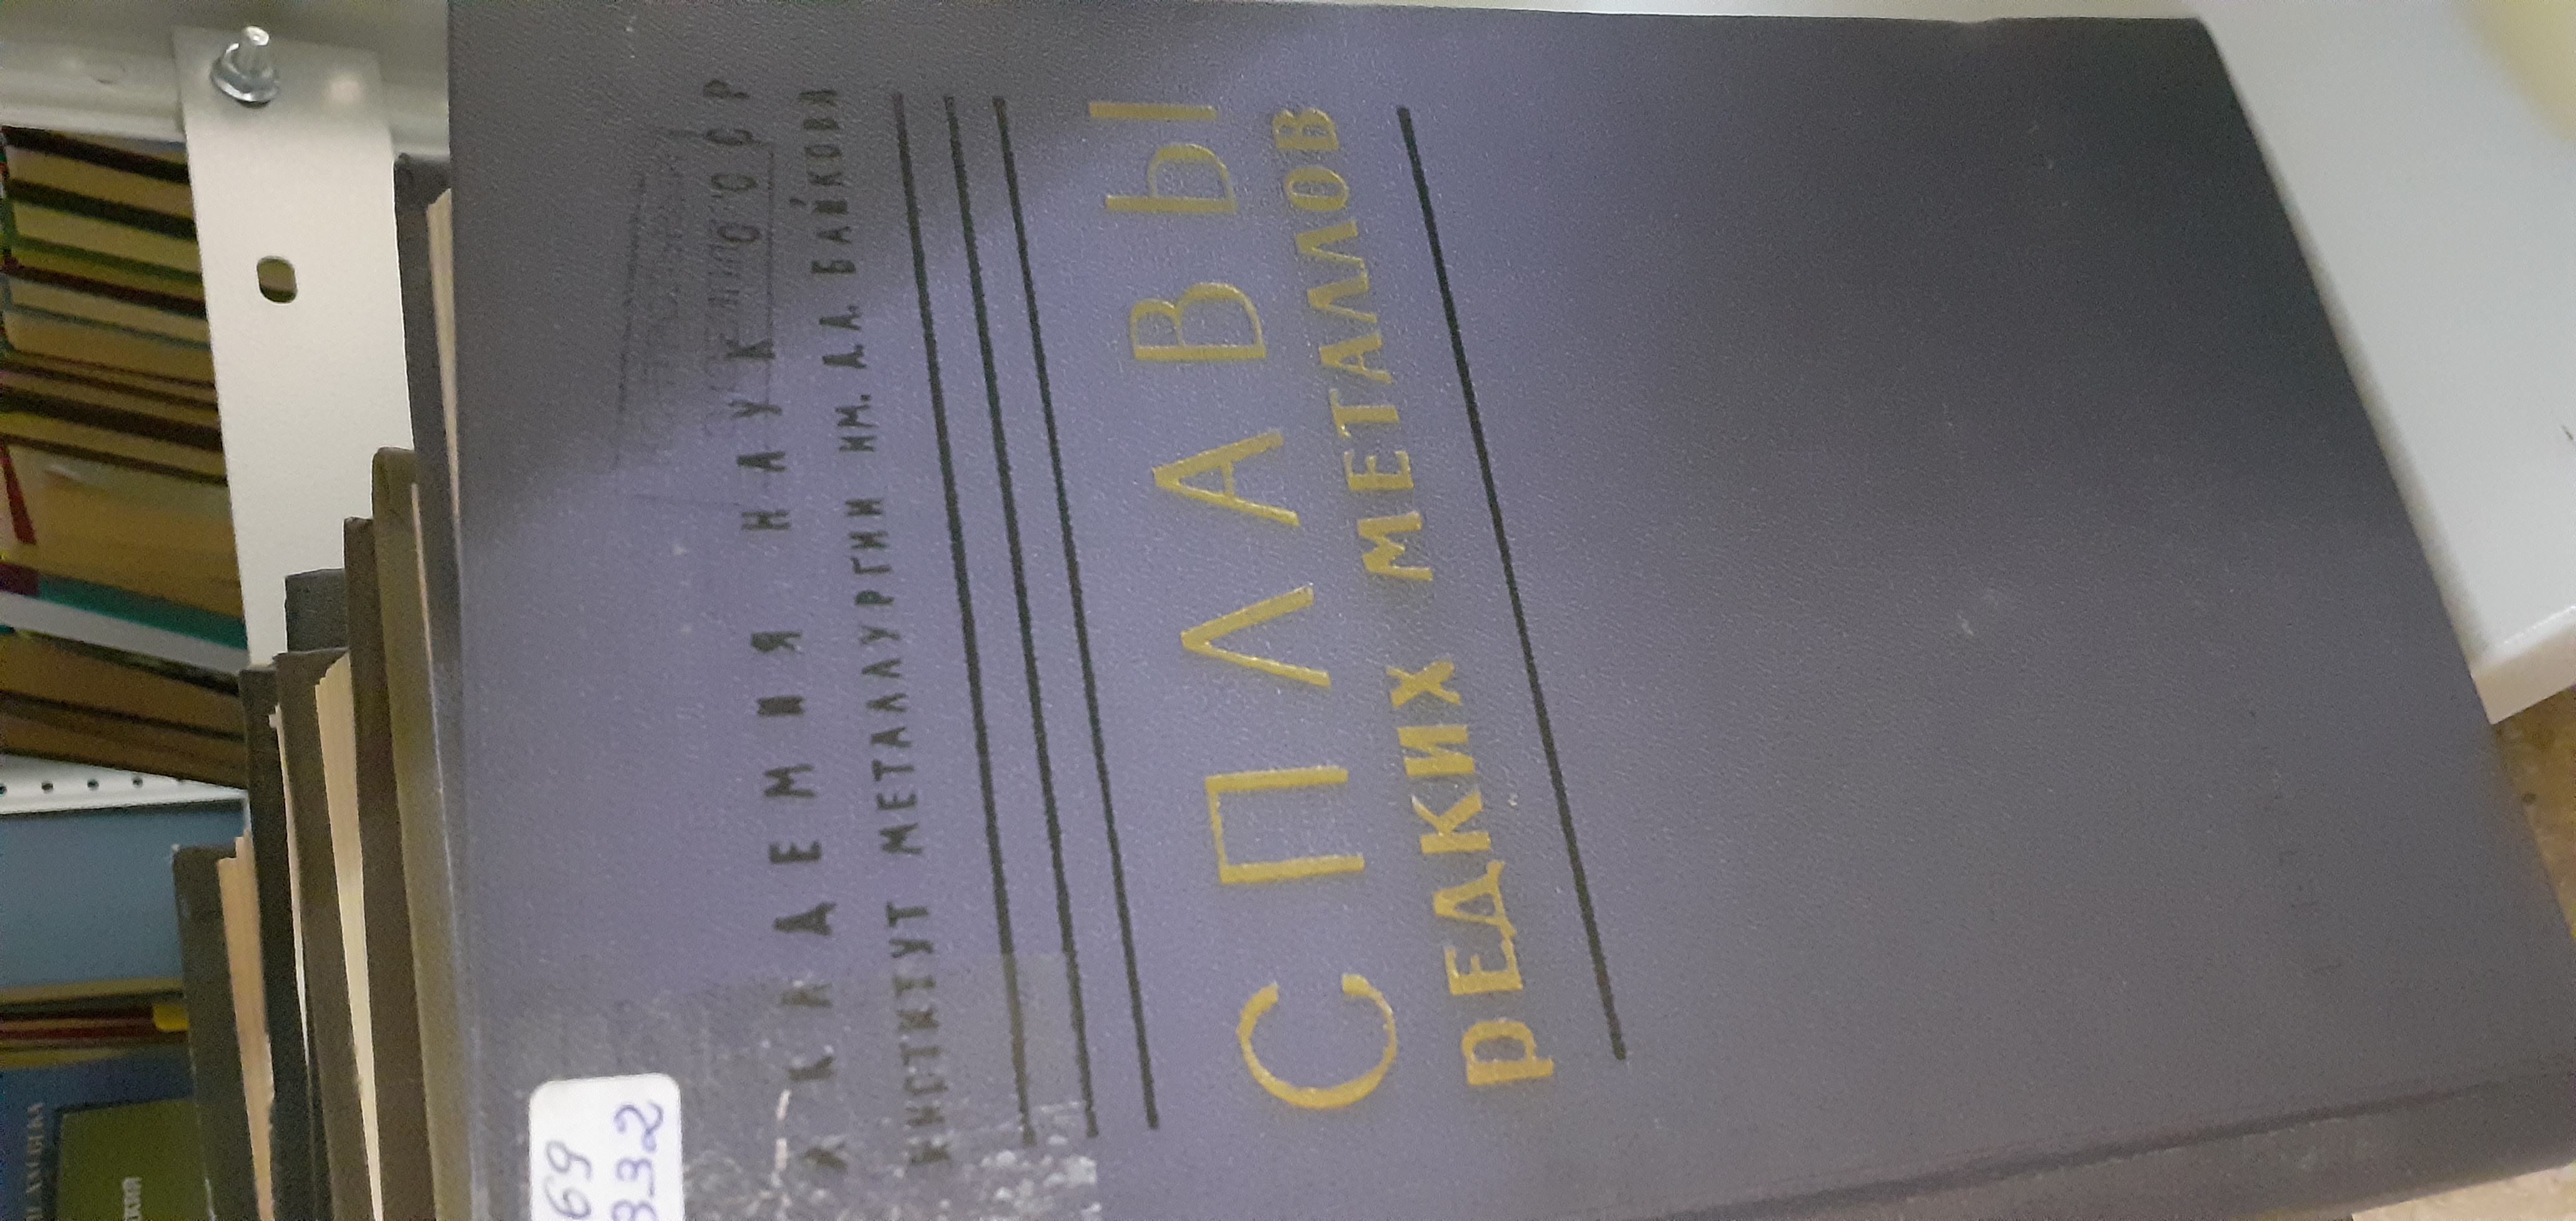 АКАДЕМИЯ НАУК СССР
ИНСТИТУТ МЕТАЛЛУРГИИ ИМ. А.А. БАЙКОВА
СПЛАВЫ
РЕДКИХ МЕТАЛЛОВ
69
332